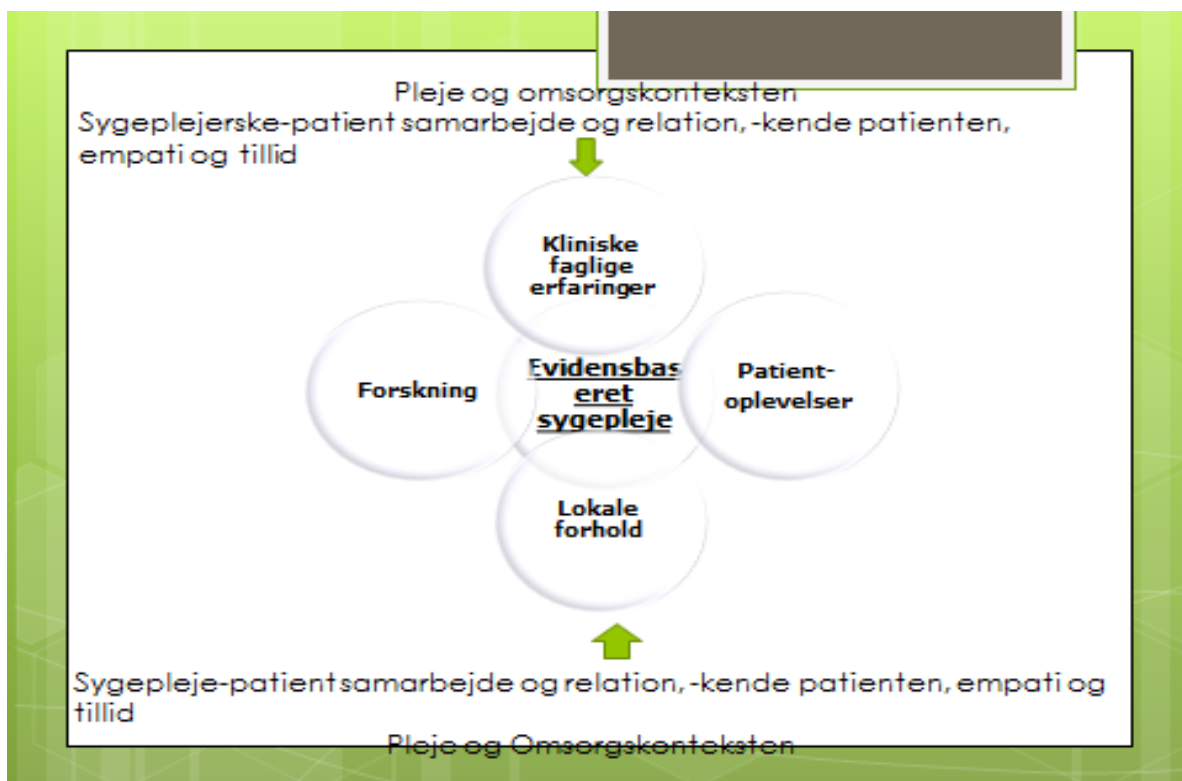 Pleje og omsorgskonteksten
Sygeplejerske-patient samarbejde og relation, -kende patienten,
empati og tillid
Kliniske
faglige
erfaringer
Forskning
Evidensbas
eret
sygepleje
Patient-
oplevelser
Lokale
forhold
Sygepleje-patient samarbejde og relation, -kende patienten, empati og
tillid
Pleje og Omsorgskonteksten